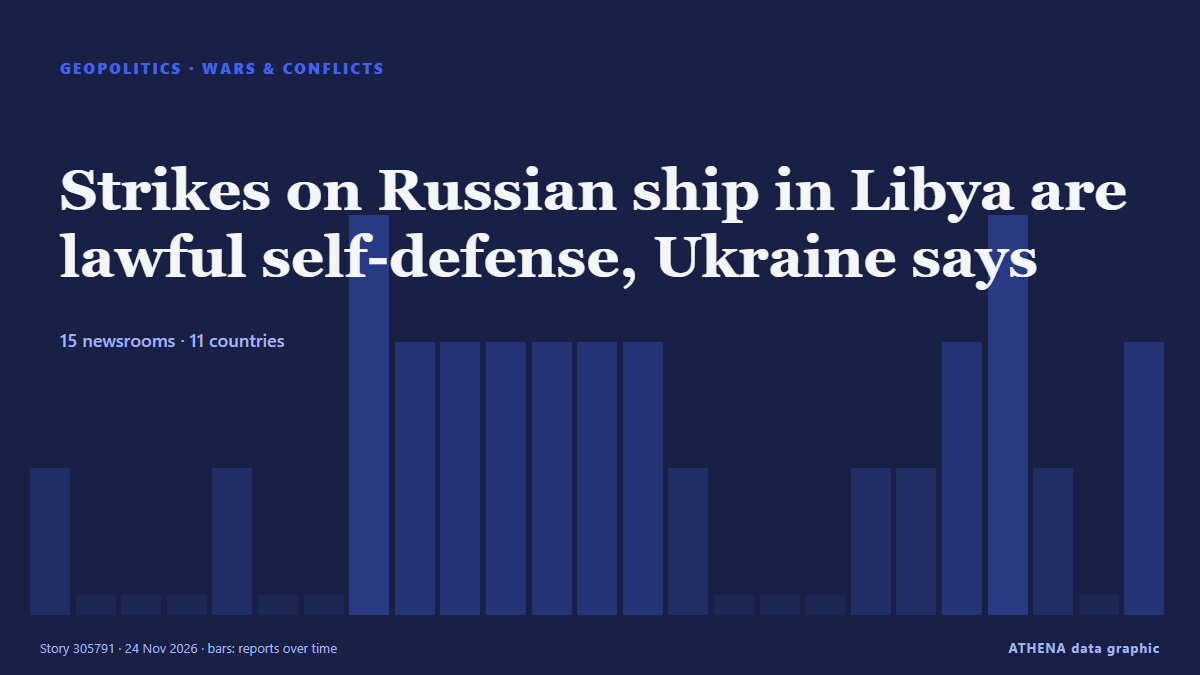 GEOPOLITICS · WARS & CONFLICTS
Strikes on Russian ship in Libya are
lawful self-defense, Ukraine says
15 newsrooms · 11 countries
Story 305791 · 24 Nov 2026 · bars: reports over time
ATHENA data graphic